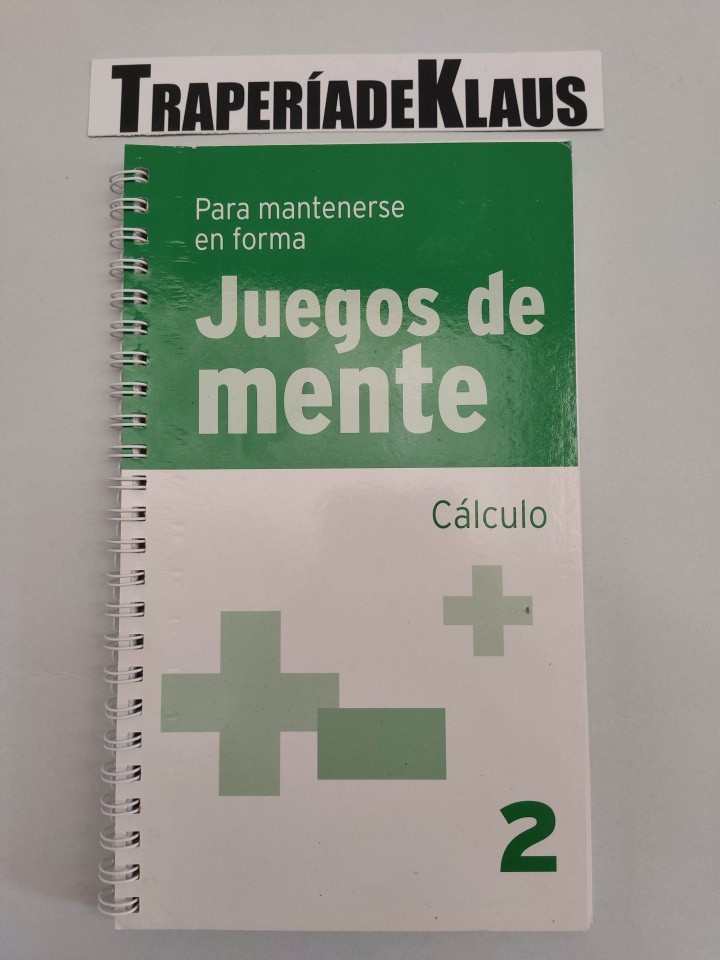 TRAPERÍADEKLAUS
Para mantenerse
en forma
Juegos de
mente
Cálculo
2